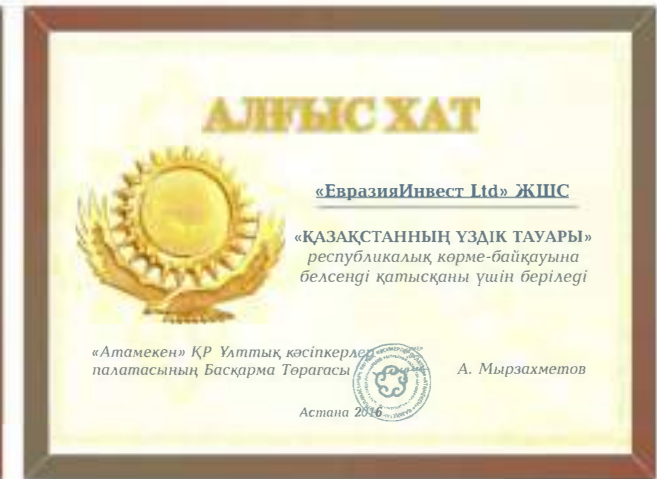 АЛҒЫС ХАТ
«ЕвразияИнвест Ltd» ЖШС
«ҚАЗАҚСТАННЫҢ ҮЗДІК ТАУАРЫ»
республикалық көрме-байқауына
белсенді қатысқаны үшін беріледі
«Атамекен» ҚР Ұлттық кәсіпкерлер
палатасының Басқарма Төрағасы
А. Мырзахметов
Астана 2016